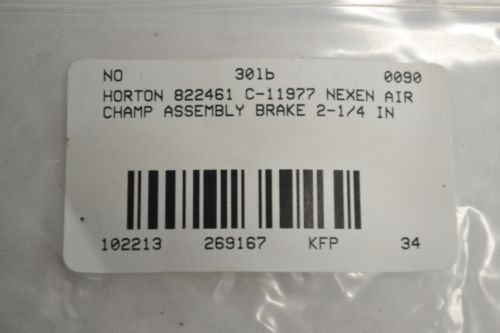 NO 301b 0090
HORTON 822461 C-11977 NEXEN AIR
CHAMP ASSEMBLY BRAKE 2-1/4 IN
102213 269167 KFP 34